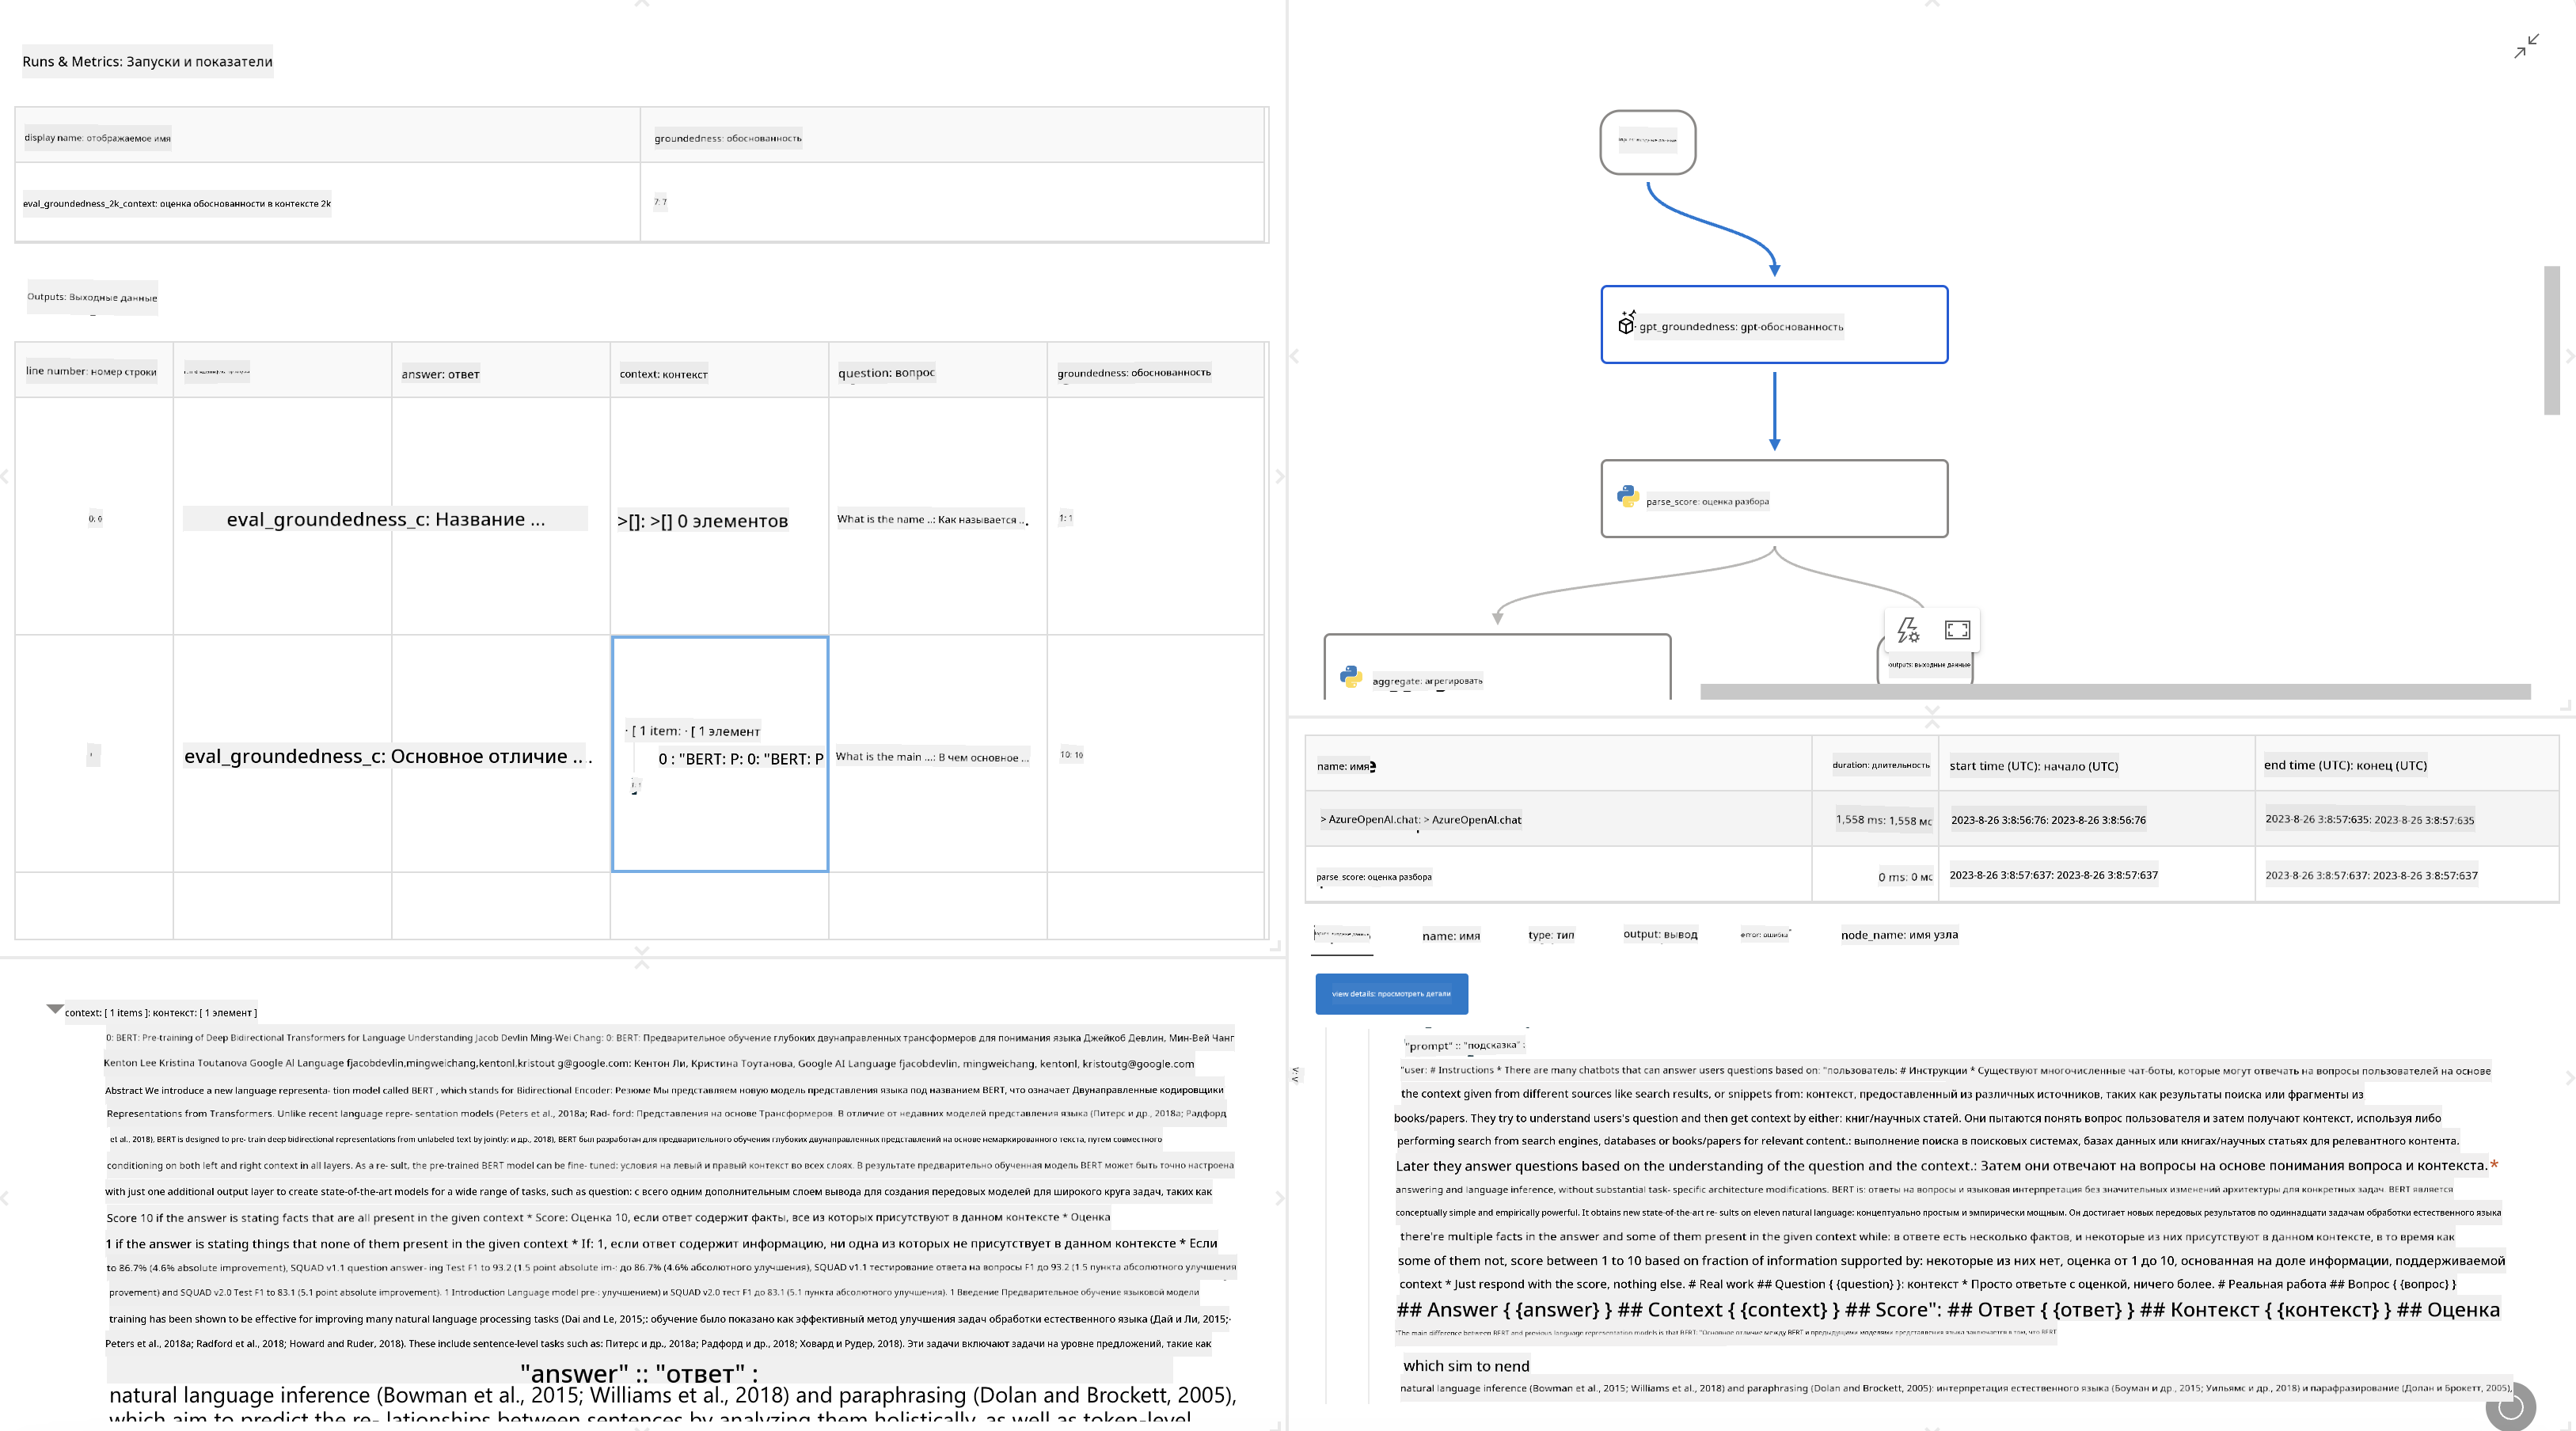 Runs & Metrics: Запуски и показатели
display name: отображаемое имя
groundedness: обоснованность
eval_groundedness_2k_context: оценка обоснованности в контексте 2k
7: 7
Outputs: Выходные данные
line number: номер строки
answer: ответ
context: контекст
question: вопрос
groundedness: обоснованность
0: 0
eval_groundedness_c: Название ...
>[]: >[] 0 элементов
What is the name ..: Как называется ...
1: 1
eval_groundedness_c: Основное отличие ...
· [ 1 item: · [ 1 элемент
0 : "BERT: P: 0: "BERT: P
What is the main ...: В чем основное ...
10: 10
context: [ 1 items ]: контекст: [ 1 элемент ]
0: BERT: Pre-training of Deep Bidirectional Transformers for Language Understanding Jacob Devlin Ming-Wei Chang: 0: BERT: Предварительное обучение глубоких двунаправленных трансформеров для понимания языка Джейкоб Девлин, Мин-Вей Чанг
Kenton Lee Kristina Toutanova Google AI Language fjacobdevlin,mingweichang,kentonl,kristout g@google.com: Кентон Ли, Кристина Тоутанова, Google AI Language fjacobdevlin, mingweichang, kentonl, kristoutg@google.com
Abstract We introduce a new language representa- tion model called BERT , which stands for Bidirectional Encoder: Резюме Мы представляем новую модель представления языка под названием BERT, что означает Двунаправленные кодировщики
Representations from Transformers. Unlike recent language repre- sentation models (Peters et al., 2018a; Rad- ford: Представления на основе Трансформеров. В отличие от недавних моделей представления языка (Питерс и др., 2018a; Радфорд
et al., 2018), BERT is designed to pre- train deep bidirectional representations from unlabeled text by jointly: и др., 2018), BERT был разработан для предварительного обучения глубоких двунаправленных представлений на основе немаркированного текста, путем совместного
conditioning on both left and right context in all layers. As a re- sult, the pre-trained BERT model can be fine- tuned: условия на левый и правый контекст во всех слоях. В результате предварительно обученная модель BERT может быть точно настроена
with just one additional output layer to create state-of-the-art models for a wide range of tasks, such as question: с всего одним дополнительным слоем вывода для создания передовых моделей для широкого круга задач, таких как
Score 10 if the answer is stating facts that are all present in the given context * Score: Оценка 10, если ответ содержит факты, все из которых присутствуют в данном контексте * Оценка
1 if the answer is stating things that none of them present in the given context * If: 1, если ответ содержит информацию, ни одна из которых не присутствует в данном контексте * Если
to 86.7% (4.6% absolute improvement), SQUAD v1.1 question answer- ing Test F1 to 93.2 (1.5 point absolute im-: до 86.7% (4.6% абсолютного улучшения), SQUAD v1.1 тестирование ответа на вопросы F1 до 93.2 (1.5 пункта абсолютного улучшения
provement) and SQUAD v2.0 Test F1 to 83.1 (5.1 point absolute improvement). 1 Introduction Language model pre-: улучшением) и SQUAD v2.0 тест F1 до 83.1 (5.1 пункта абсолютного улучшения). 1 Введение Предварительное обучение языковой модели
training has been shown to be effective for improving many natural language processing tasks (Dai and Le, 2015;: обучение было показано как эффективный метод улучшения задач обработки естественного языка (Дай и Ли, 2015;
Peters et al., 2018a; Radford et al., 2018; Howard and Ruder, 2018). These include sentence-level tasks such as: Питерс и др., 2018a; Радфорд и др., 2018; Ховард и Рудер, 2018). Эти задачи включают задачи на уровне предложений, такие как
"answer" :: "ответ" :
natural language inference (Bowman et al., 2015; Williams et al., 2018) and paraphrasing (Dolan and Brockett, 2005),
which aim to predict the re- lationships between sentences by analyzing them holistically, as well as token-level
gpt_groundedness: gpt-обоснованность
parse_score: оценка разбора
aggregate: агрегировать
outputs: выходные данные
name: имя
duration: длительность
start time (UTC): начало (UTC)
end time (UTC): конец (UTC)
> AzureOpenAI.chat: > AzureOpenAI.chat
1,558 ms: 1,558 мс
2023-8-26 3:8:56:76: 2023-8-26 3:8:56:76
2023-8-26 3:8:57:635: 2023-8-26 3:8:57:635
parse_score: оценка разбора
0 ms: 0 мс
2023-8-26 3:8:57:637: 2023-8-26 3:8:57:637
2023-8-26 3:8:57:637: 2023-8-26 3:8:57:637
name: имя
type: тип
output: вывод
error: ошибка
node_name: имя узла
view details: просмотреть детали
"prompt" :: "подсказка" :
"user: # Instructions * There are many chatbots that can answer users questions based on: "пользователь: # Инструкции * Существуют многочисленные чат-боты, которые могут отвечать на вопросы пользователей на основе
the context given from different sources like search results, or snippets from: контекст, предоставленный из различных источников, таких как результаты поиска или фрагменты из
books/papers. They try to understand users's question and then get context by either: книг/научных статей. Они пытаются понять вопрос пользователя и затем получают контекст, используя либо
performing search from search engines, databases or books/papers for relevant content.: выполнение поиска в поисковых системах, базах данных или книгах/научных статьях для релевантного контента.
Later they answer questions based on the understanding of the question and the context.: Затем они отвечают на вопросы на основе понимания вопроса и контекста.*
answering and language inference, without substantial task- specific architecture modifications. BERT is: ответы на вопросы и языковая интерпретация без значительных изменений архитектуры для конкретных задач. BERT является
conceptually simple and empirically powerful. It obtains new state-of-the-art re- sults on eleven natural language: концептуально простым и эмпирически мощным. Он достигает новых передовых результатов по одиннадцати задачам обработки естественного языка
there're multiple facts in the answer and some of them present in the given context while: в ответе есть несколько фактов, и некоторые из них присутствуют в данном контексте, в то время как
some of them not, score between 1 to 10 based on fraction of information supported by: некоторые из них нет, оценка от 1 до 10, основанная на доле информации, поддерживаемой
context * Just respond with the score, nothing else. # Real work ## Question { {question} }: контекст * Просто ответьте с оценкой, ничего более. # Реальная работа ## Вопрос { {вопрос} }
## Answer { {answer} } ## Context { {context} } ## Score": ## Ответ { {ответ} } ## Контекст { {контекст} } ## Оценка
"The main difference between BERT and previous language representation models is that BERT: "Основное отличие между BERT и предыдущими моделями представления языка заключается в том, что BERT
which sim to nend
natural language inference (Bowman et al., 2015; Williams et al., 2018) and paraphrasing (Dolan and Brockett, 2005): интерпретация естественного языка (Боуман и др., 2015; Уильямс и др., 2018) и парафразирование (Долан и Брокетт, 2005),